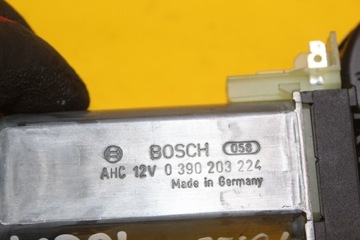 BOSCH 058
AHC 12V 0 390 203 224
Made in Germany